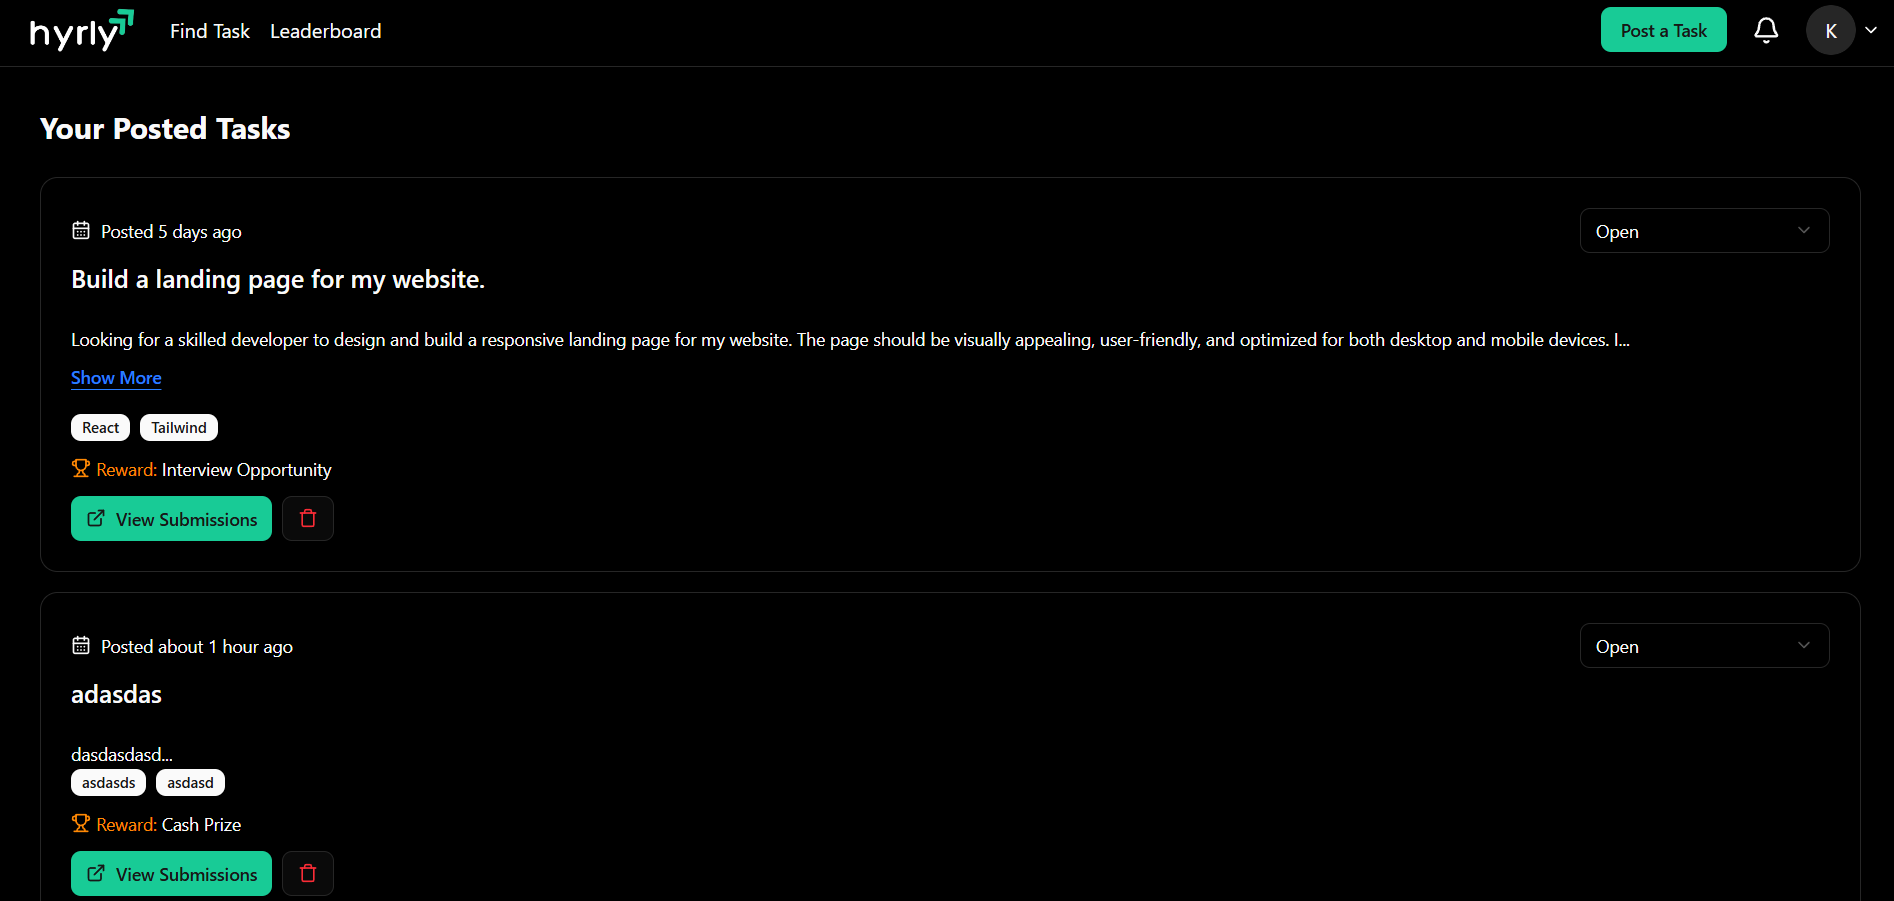 hyrly Find Task Leaderboard Post a Task K
Your Posted Tasks
Posted 5 days ago Open
Build a landing page for my website.
Looking for a skilled developer to design and build a responsive landing page for my website. The page should be visually appealing, user-friendly, and optimized for both desktop and mobile devices. I...
Show More
React Tailwind
Reward: Interview Opportunity
View Submissions
Posted about 1 hour ago Open
adasdas
dasdasdasd...
asdasds asdasd
Reward: Cash Prize
View Submissions